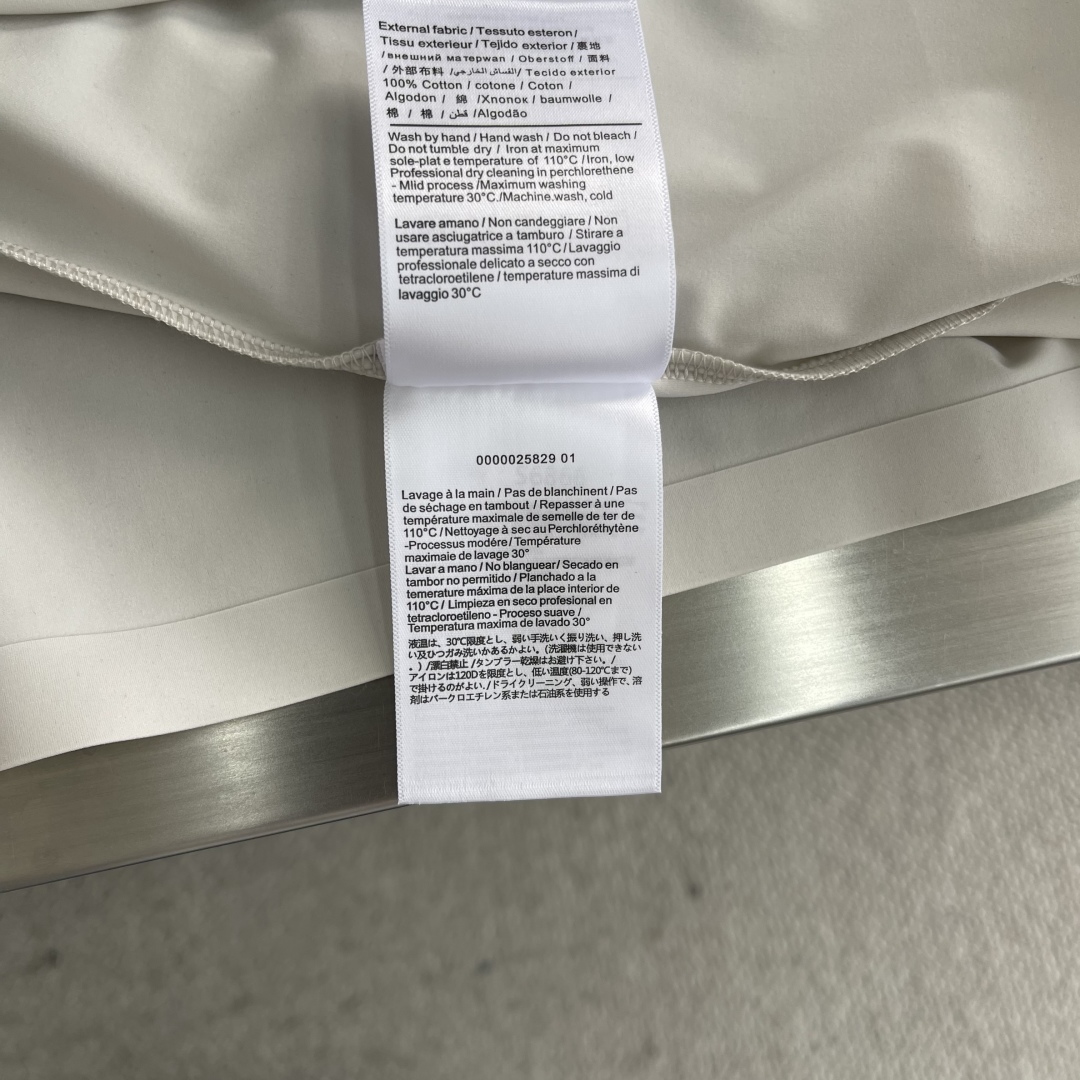 External fabric / Tessuto esteron /
Tissu exterieur / Tejido exterior / 裏地
/ внешний матерwап / Oberstoff / 面料
/ 外部布料 / القساش الخارجي / Tecido exterior
100% Cotton / cotone / Coton /
Algodon / 綿 /Хлопок / baumwolle /
棉 / 棉 / قطن /Algodão
Wash by hand / Hand wash / Do not bleach /
Do not tumble dry / Iron at maximum
sole-plat e temperature of 110°C /Iron, low
Professional dry cleaning in perchlorethene
- Mlid process /Maximum washing
temperature 30°C./Machine.wash, cold
Lavare amano / Non candeggiare / Non
usare asciugatrice a tamburo / Stirare a
temperatura massima 110°C / Lavaggio
professionale delicato a secco con
tetracloroetilene / temperature massima di
lavaggio 30°C
0000025829 01
Lavage à la main / Pas de blanchinent / Pas
de séchage en tambout / Repasser à une
température maximale de semelle de ter de
110°C / Nettoyage à sec au Perchloréthytène
-Processus modére / Température
maximaie de lavage 30°
Lavar a mano / No blanguear / Secado en
tambor no permitido / Planchado a la
temerature máxima de la place interior de
110°C / Limpieza en seco profesional en
tetracloroetileno - Proceso suave /
Temperatura maxima de lavado 30°
液温は、30℃限度とし、弱い手洗いく振り洗い、押し洗
い及ひつガみ洗いかあるかよい。(洗濯機は使用できない
。) /漂白禁止 /タンブラー乾燥はお避け下さい。/
アイロンは120Dを限度とし、低い温度(80-120℃まで)
で掛けるのがよい./ドライクリーニング、弱い操作で、溶
剤はパークロエチレン系または石油系を使用する